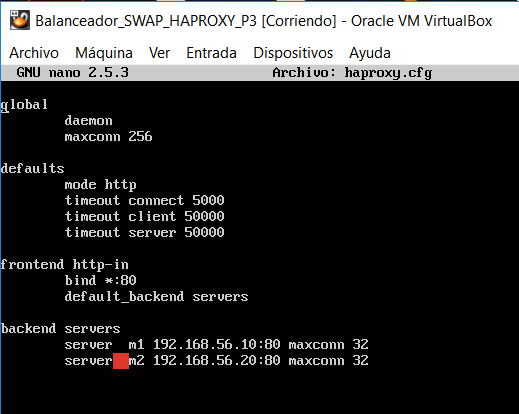 Balanceador_SWAP_HAPROXY_P3 [Corriendo] - Oracle VM VirtualBox
Archivo Máquina Ver Entrada Dispositivos Ayuda
GNU nano 2.5.3 Archivo: haproxy.cfg
global
daemon
maxconn 256
defaults
mode http
timeout connect 5000
timeout client 50000
timeout server 50000
frontend http-in
bind *:80
default_backend servers
backend servers
server m1 192.168.56.10:80 maxconn 32
server m2 192.168.56.20:80 maxconn 32